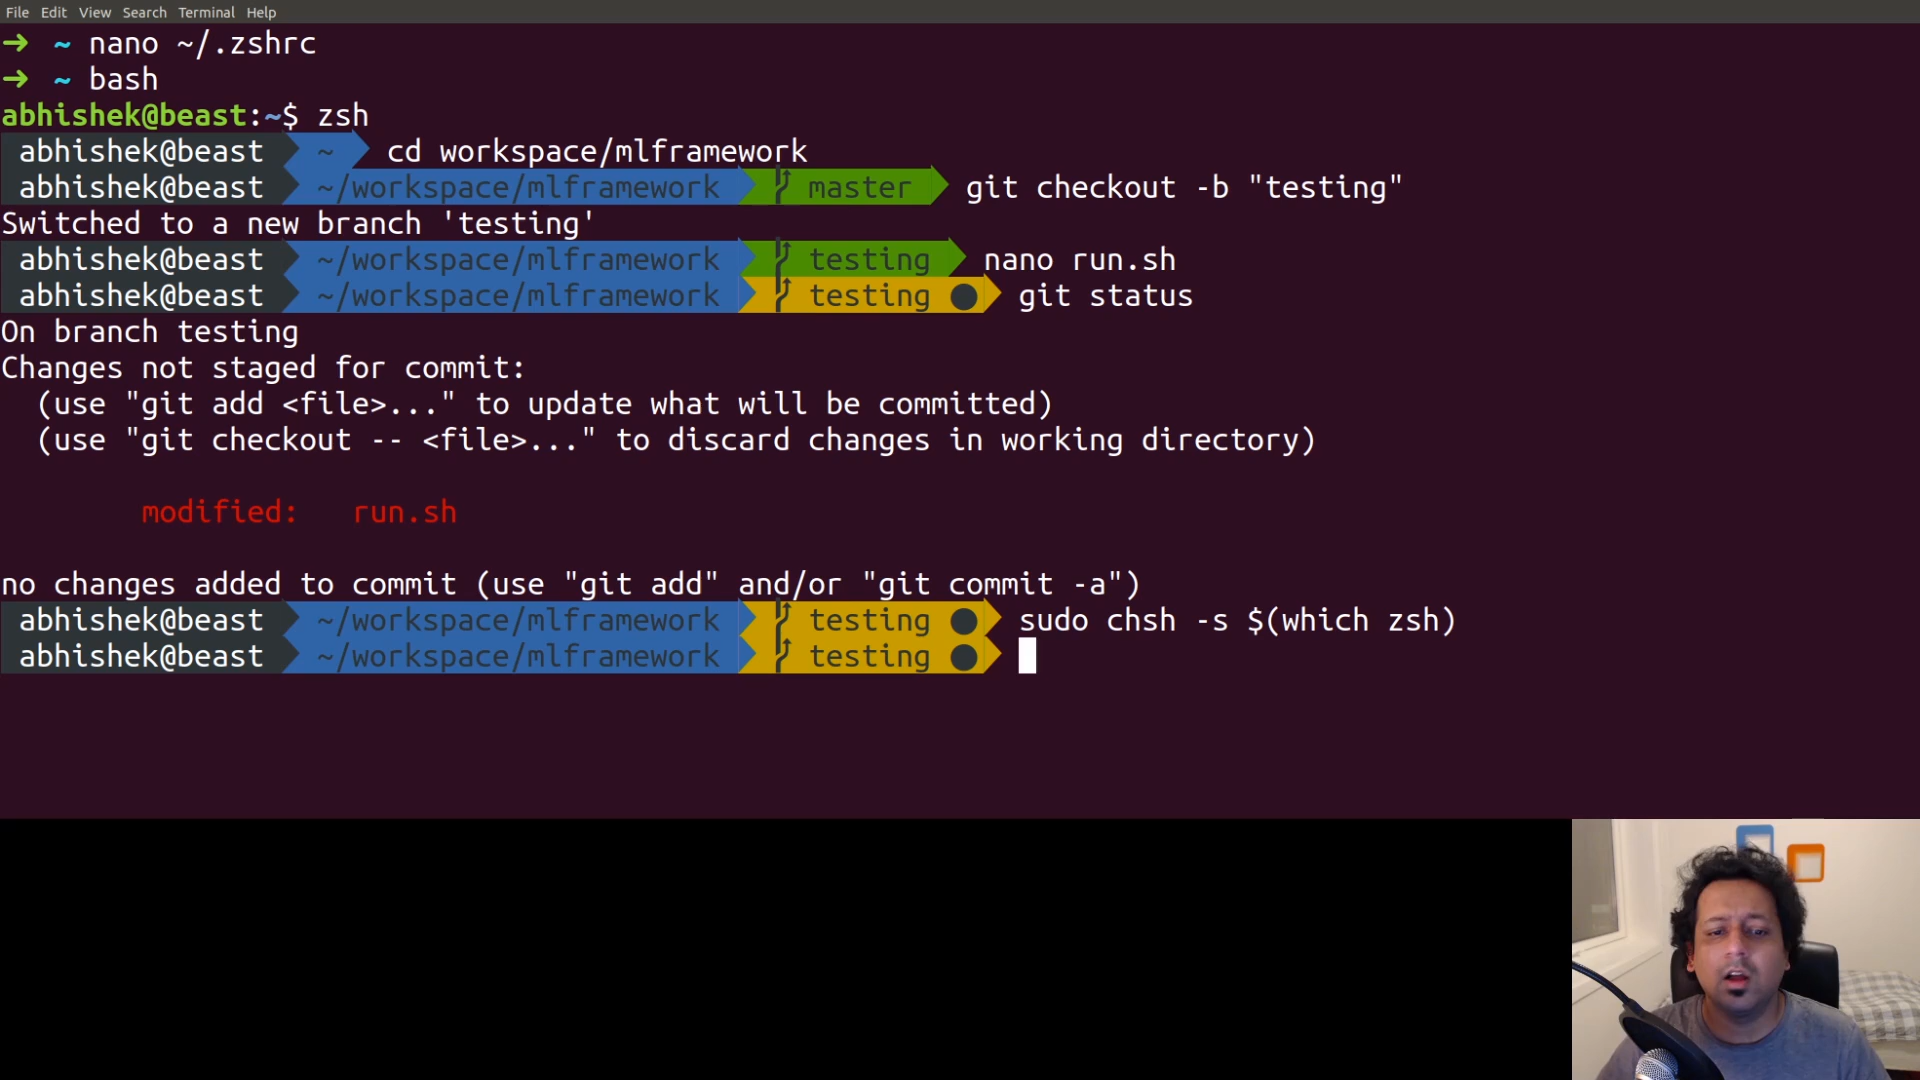 File Edit View Search Terminal Help
➜ ~ nano ~/.zshrc
➜ ~ bash
abhishek@beast:~$ zsh
abhishek@beast ~ cd workspace/mlframework
abhishek@beast ~/workspace/mlframework master git checkout -b "testing"
Switched to a new branch 'testing'
abhishek@beast ~/workspace/mlframework testing nano run.sh
abhishek@beast ~/workspace/mlframework testing ● git status
On branch testing
Changes not staged for commit:
(use "git add <file>..." to update what will be committed)
(use "git checkout -- <file>..." to discard changes in working directory)
modified: run.sh
no changes added to commit (use "git add" and/or "git commit -a")
abhishek@beast ~/workspace/mlframework testing ● sudo chsh -s $(which zsh)
abhishek@beast ~/workspace/mlframework testing ●